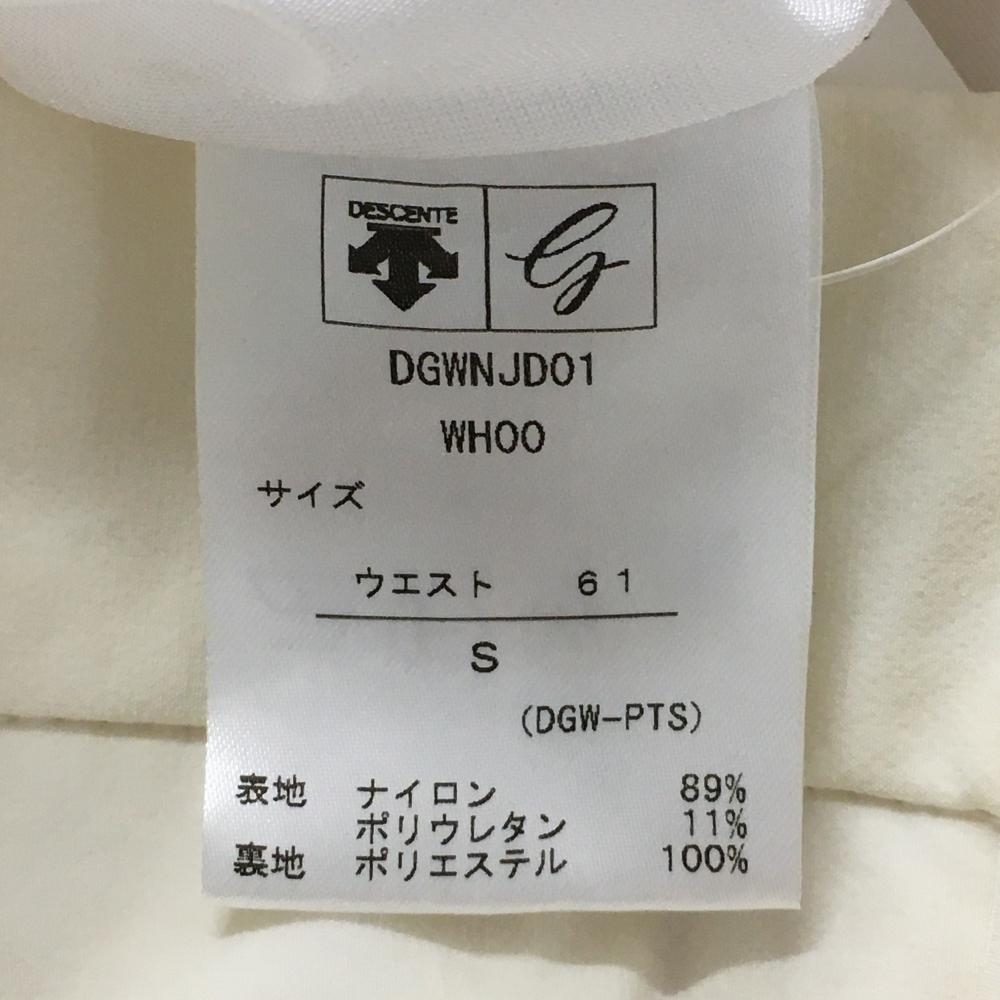 DESCENTE G
DGWNJD01
WH00
サイズ
ウエスト 61
S
(DGW-PTS)
表地 ナイロン 89%
ポリウレタン 11%
裏地 ポリエステル 100%